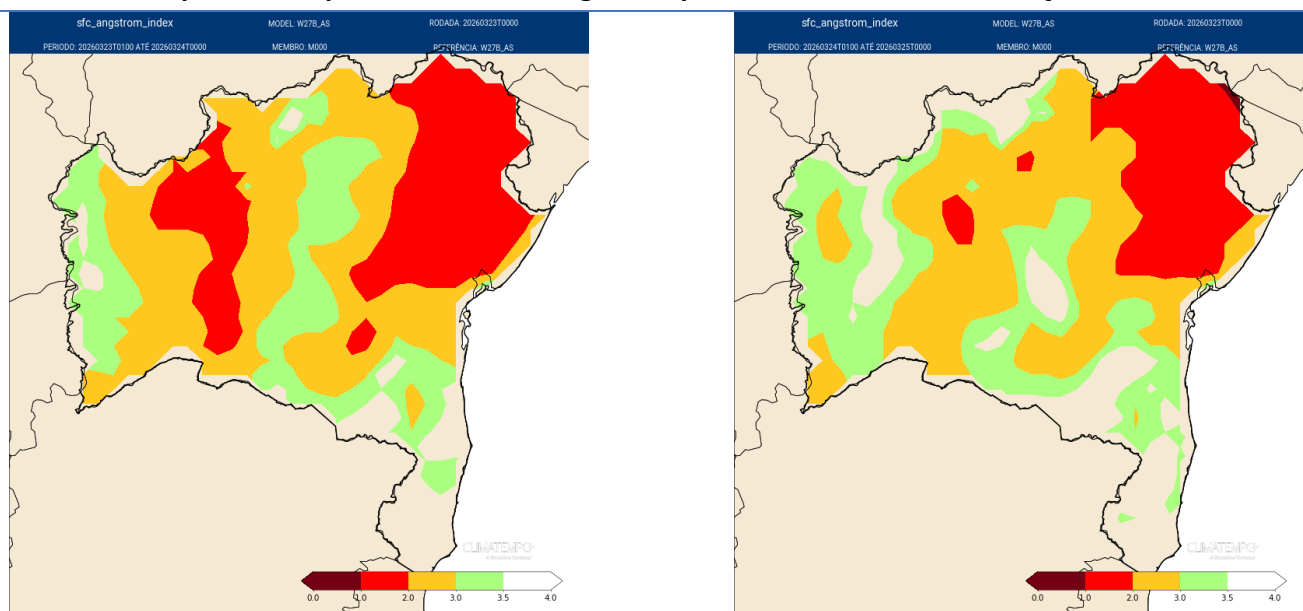 sfc_angstrom_index MODEL: W27B_AS RODADA: 20260323T0000
PERIODO: 20260323T0100 ATÉ 20260324T0000 MEMBRO: M000 REFERÊNCIA: W27B_AS
CLIMATEMPO
0.0 1.0 2.0 3.0 3.5 4.0
sfc_angstrom_index MODEL: W27B_AS RODADA: 20260323T0000
PERIODO: 20260324T0100 ATÉ 20260325T0000 MEMBRO: M000 REFERÊNCIA: W27B_AS
CLIMATEMPO
0.0 1.0 2.0 3.0 3.5 4.0